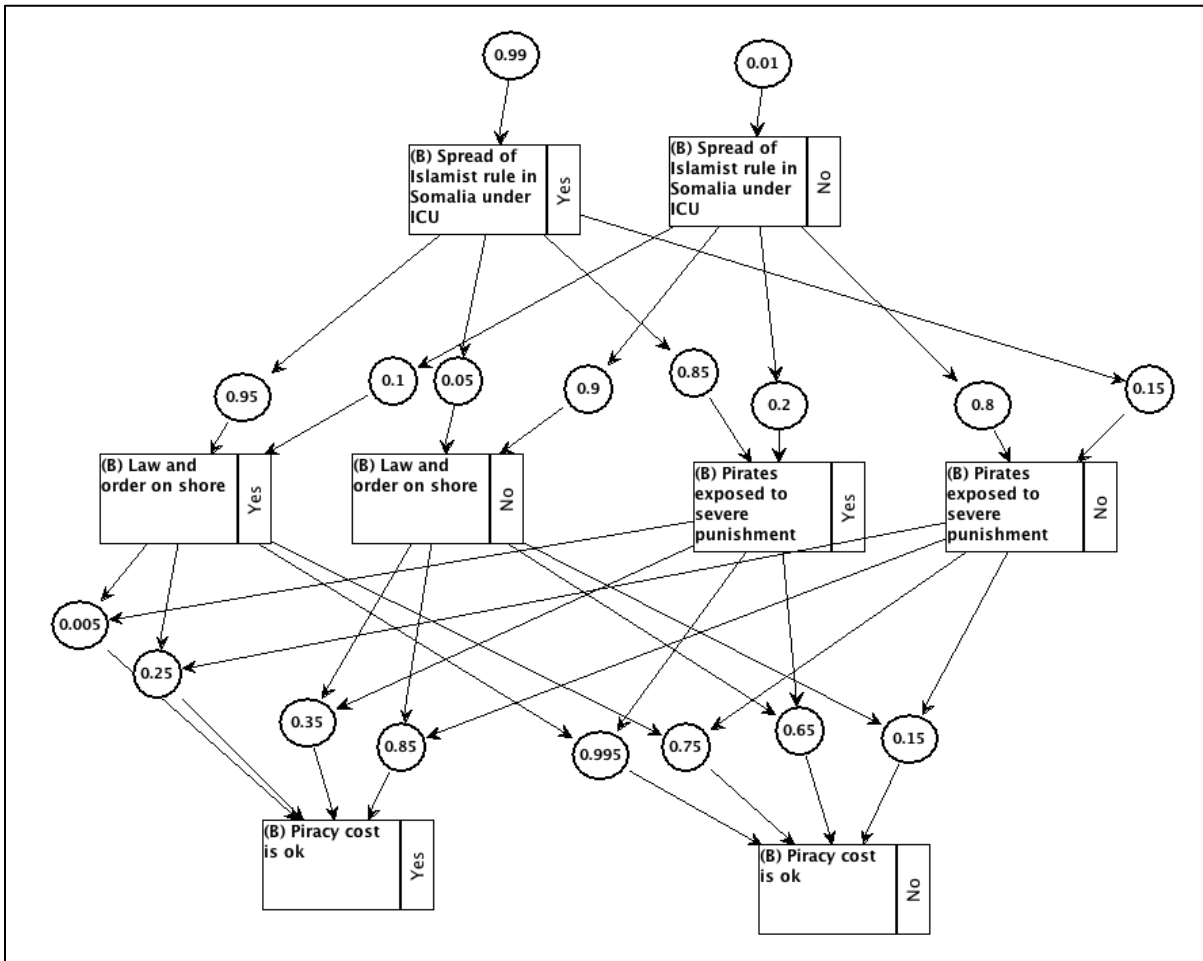 0.99
0.01
(B) Spread of
Islamist rule in
Somalia under
ICU
Yes
(B) Spread of
Islamist rule in
Somalia under
ICU
No
0.95
0.1
0.05
0.9
0.85
0.2
0.8
0.15
(B) Law and
order on shore
Yes
(B) Law and
order on shore
No
(B) Pirates
exposed to
severe
punishment
Yes
(B) Pirates
exposed to
severe
punishment
No
0.005
0.25
0.35
0.85
0.995
0.75
0.65
0.15
(B) Piracy cost
is ok
Yes
(B) Piracy cost
is ok
No